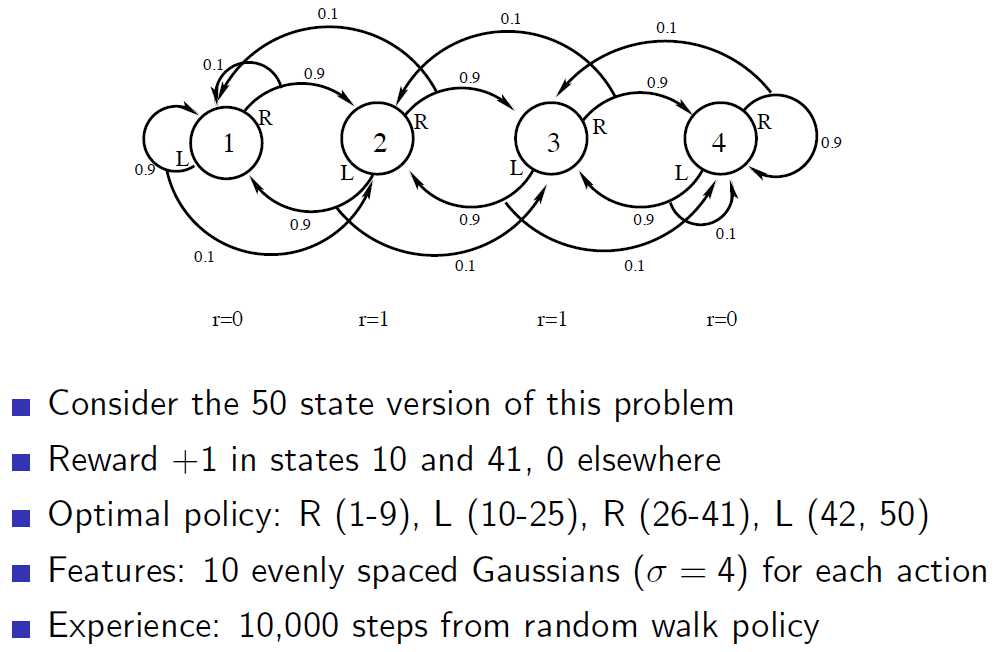 0.1 0.1 0.1
0.1 0.9 0.9 0.9
R R R R
1 2 3 4 0.9
L L L L
0.9
0.9 0.9 0.9 0.1
0.1 0.1 0.1
r=0 r=1 r=1 r=0
Consider the 50 state version of this problem
Reward +1 in states 10 and 41, 0 elsewhere
Optimal policy: R (1-9), L (10-25), R (26-41), L (42, 50)
Features: 10 evenly spaced Gaussians (σ = 4) for each action
Experience: 10,000 steps from random walk policy